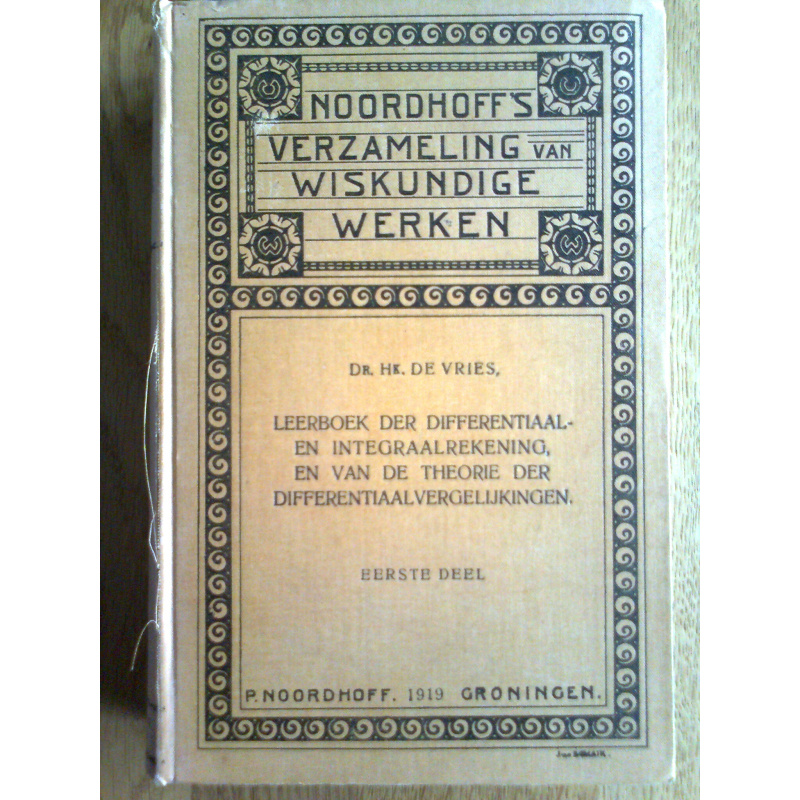 NOORDHOFF'S
VERZAMELING VAN
WISKUNDIGE
WERKEN
DR. HK. DE VRIES,
LEERBOEK DER DIFFERENTIAAL-
EN INTEGRAALREKENING,
EN VAN DE THEORIE DER
DIFFERENTIAALVERGELIJKINGEN.
EERSTE DEEL
P. NOORDHOFF. 1919 GRONINGEN.